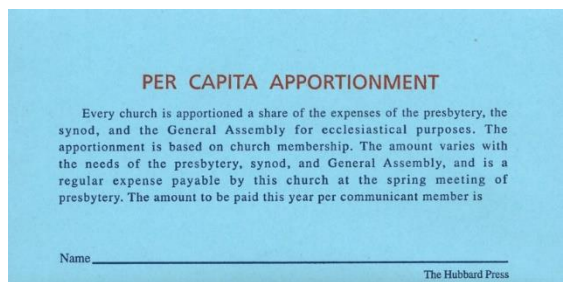 PER CAPITA APPORTIONMENT
Every church is apportioned a share of the expenses of the presbytery, the
synod, and the General Assembly for ecclesiastical purposes. The
apportionment is based on church membership. The amount varies with
the needs of the presbytery, synod, and General Assembly, and is a
regular expense payable by this church at the spring meeting of
presbytery. The amount to be paid this year per communicant member is
Name
The Hubbard Press